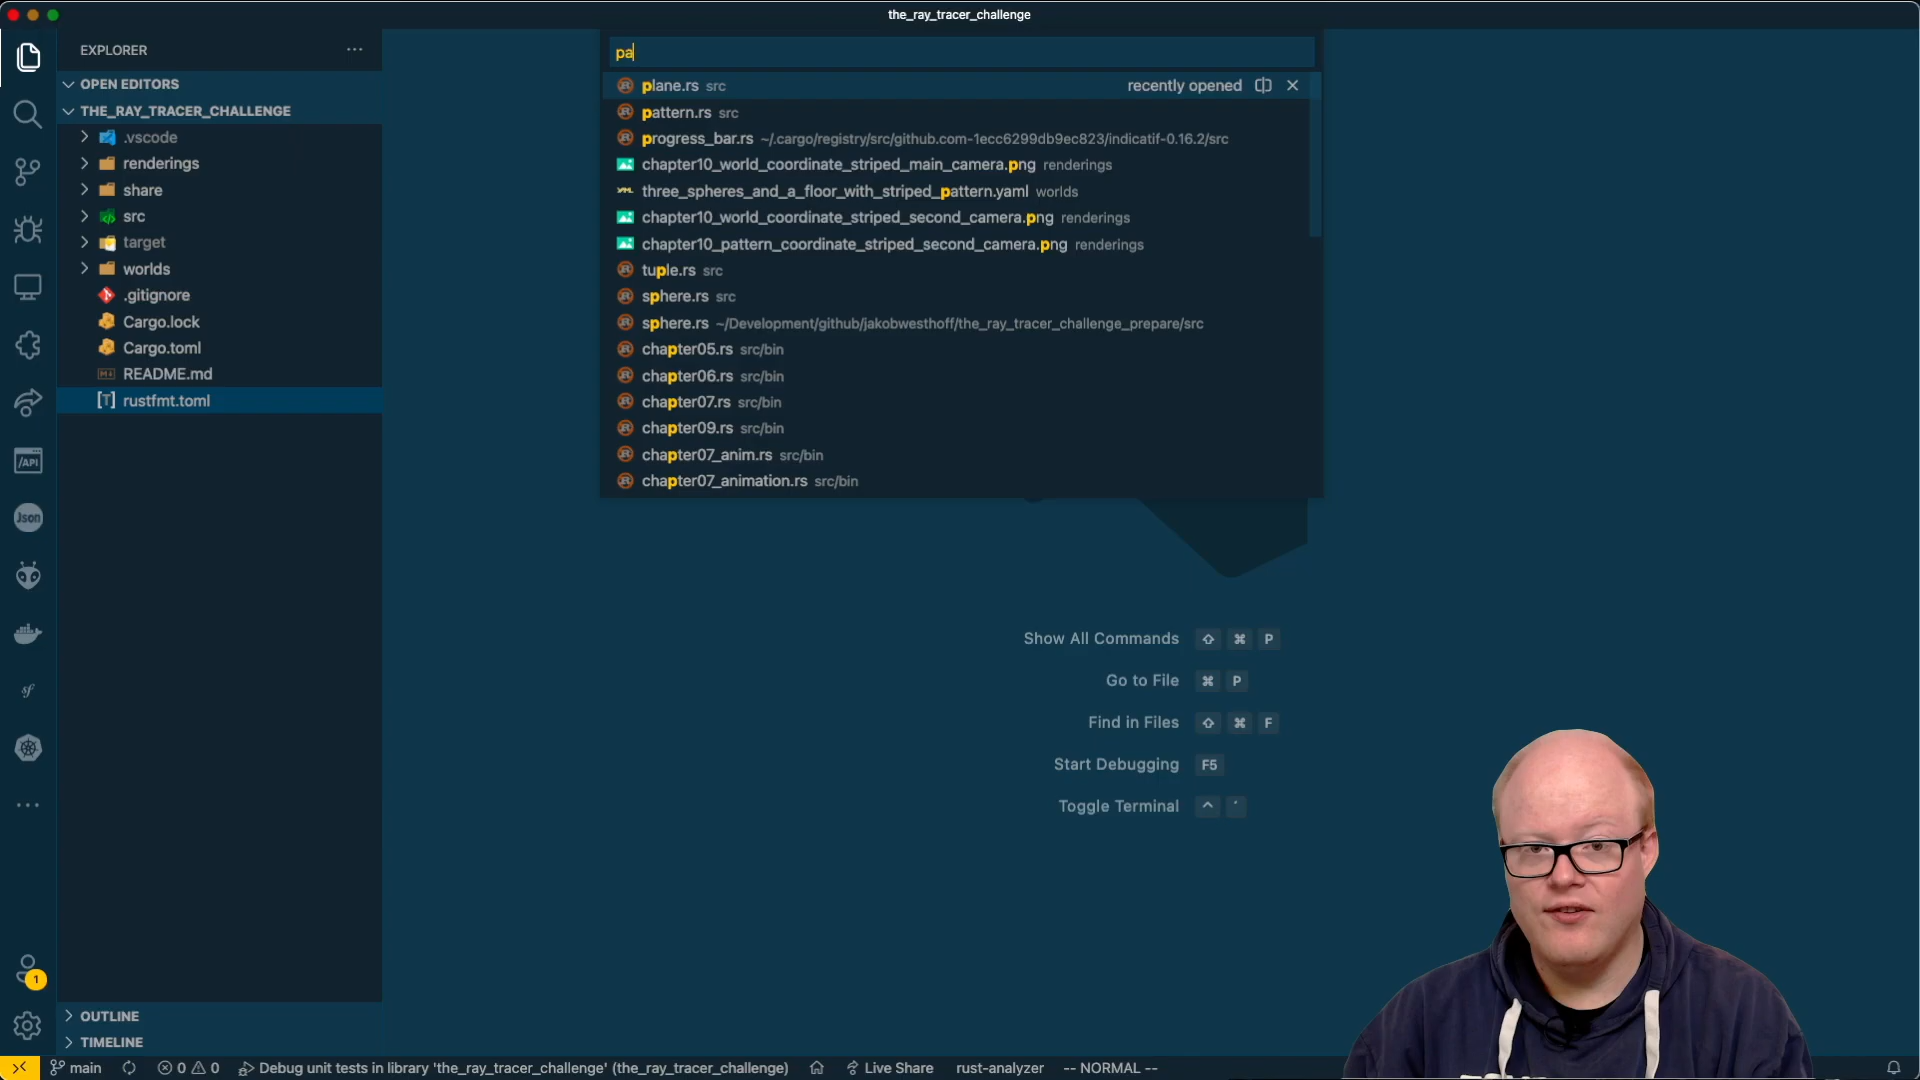 the_ray_tracer_challenge
EXPLORER
OPEN EDITORS
THE_RAY_TRACER_CHALLENGE
.vscode
renderings
share
src
target
worlds
.gitignore
Cargo.lock
Cargo.toml
README.md
rustfmt.toml
OUTLINE
TIMELINE
/API
Json
sf
1
pa
plane.rs src recently opened
pattern.rs src
progress_bar.rs ~/.cargo/registry/src/github.com-1ecc6299db9ec823/indicatif-0.16.2/src
chapter10_world_coordinate_striped_main_camera.png renderings
three_spheres_and_a_floor_with_striped_pattern.yaml worlds
chapter10_world_coordinate_striped_second_camera.png renderings
chapter10_pattern_coordinate_striped_second_camera.png renderings
tuple.rs src
sphere.rs src
sphere.rs ~/Development/github/jakobwesthoff/the_ray_tracer_challenge_prepare/src
chapter05.rs src/bin
chapter06.rs src/bin
chapter07.rs src/bin
chapter09.rs src/bin
chapter07_anim.rs src/bin
chapter07_animation.rs src/bin
Show All Commands ⇧ ⌘ P
Go to File ⌘ P
Find in Files ⇧ ⌘ F
Start Debugging F5
Toggle Terminal ^ ´
main 0 0 Debug unit tests in library 'the_ray_tracer_challenge' (the_ray_tracer_challenge) Live Share rust-analyzer -- NORMAL --